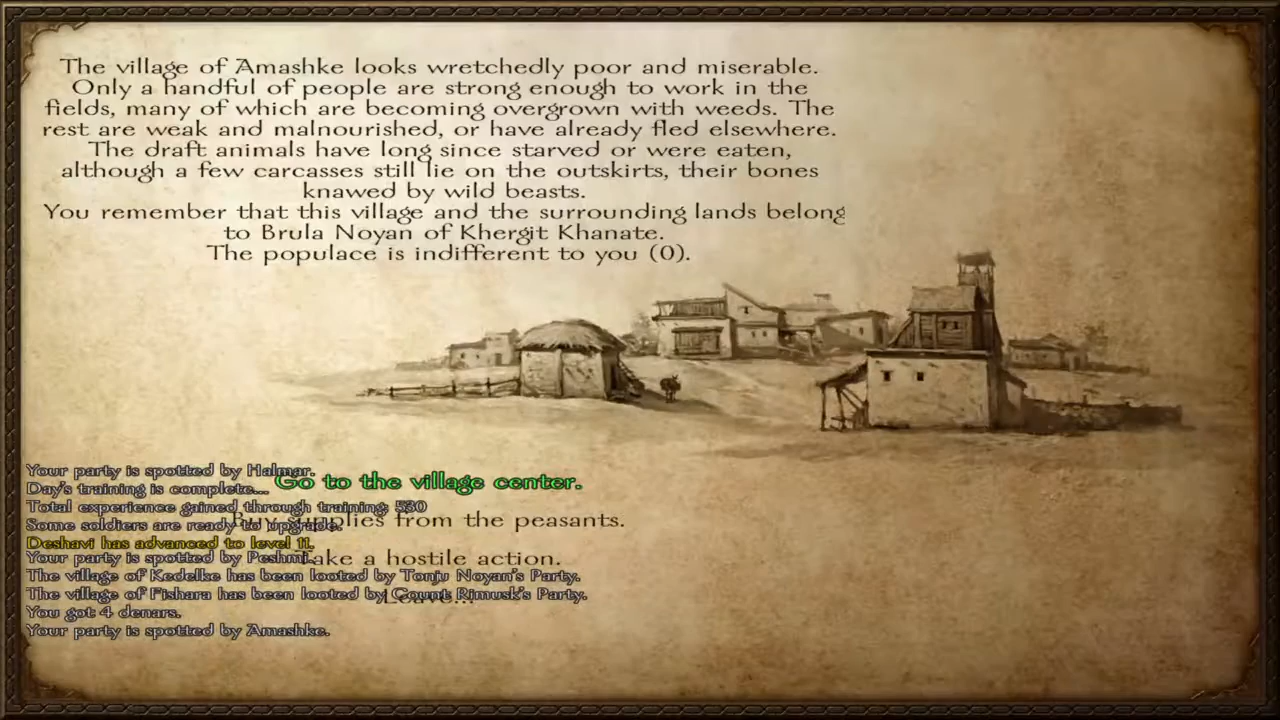 The village of Amashke looks wretchedly poor and miserable.
Only a handful of people are strong enough to work in the
fields, many of which are becoming overgrown with weeds. The
rest are weak and malnourished, or have already fled elsewhere.
The draft animals have long since starved or were eaten,
although a few carcasses still lie on the outskirts, their bones
knawed by wild beasts.
You remember that this village and the surrounding lands belong
to Brula Noyan of Khergit Khanate.
The populace is indifferent to you (0).
Your party is spotted by Halmar.
Go to the village center.
Day's training is complete...
Total experience gained through training: 530
Buy supplies from the peasants.
Some soldiers are ready to upgrade.
Deshavi has advanced to level 11.
Your party is spotted by Peshmi.
Take a hostile action.
The village of Kedelke has been looted by Tonju Noyan's Party.
The village of Fishara has been looted by Count Rimusk's Party.
Leave...
You got 4 denars.
Your party is spotted by Amashke.